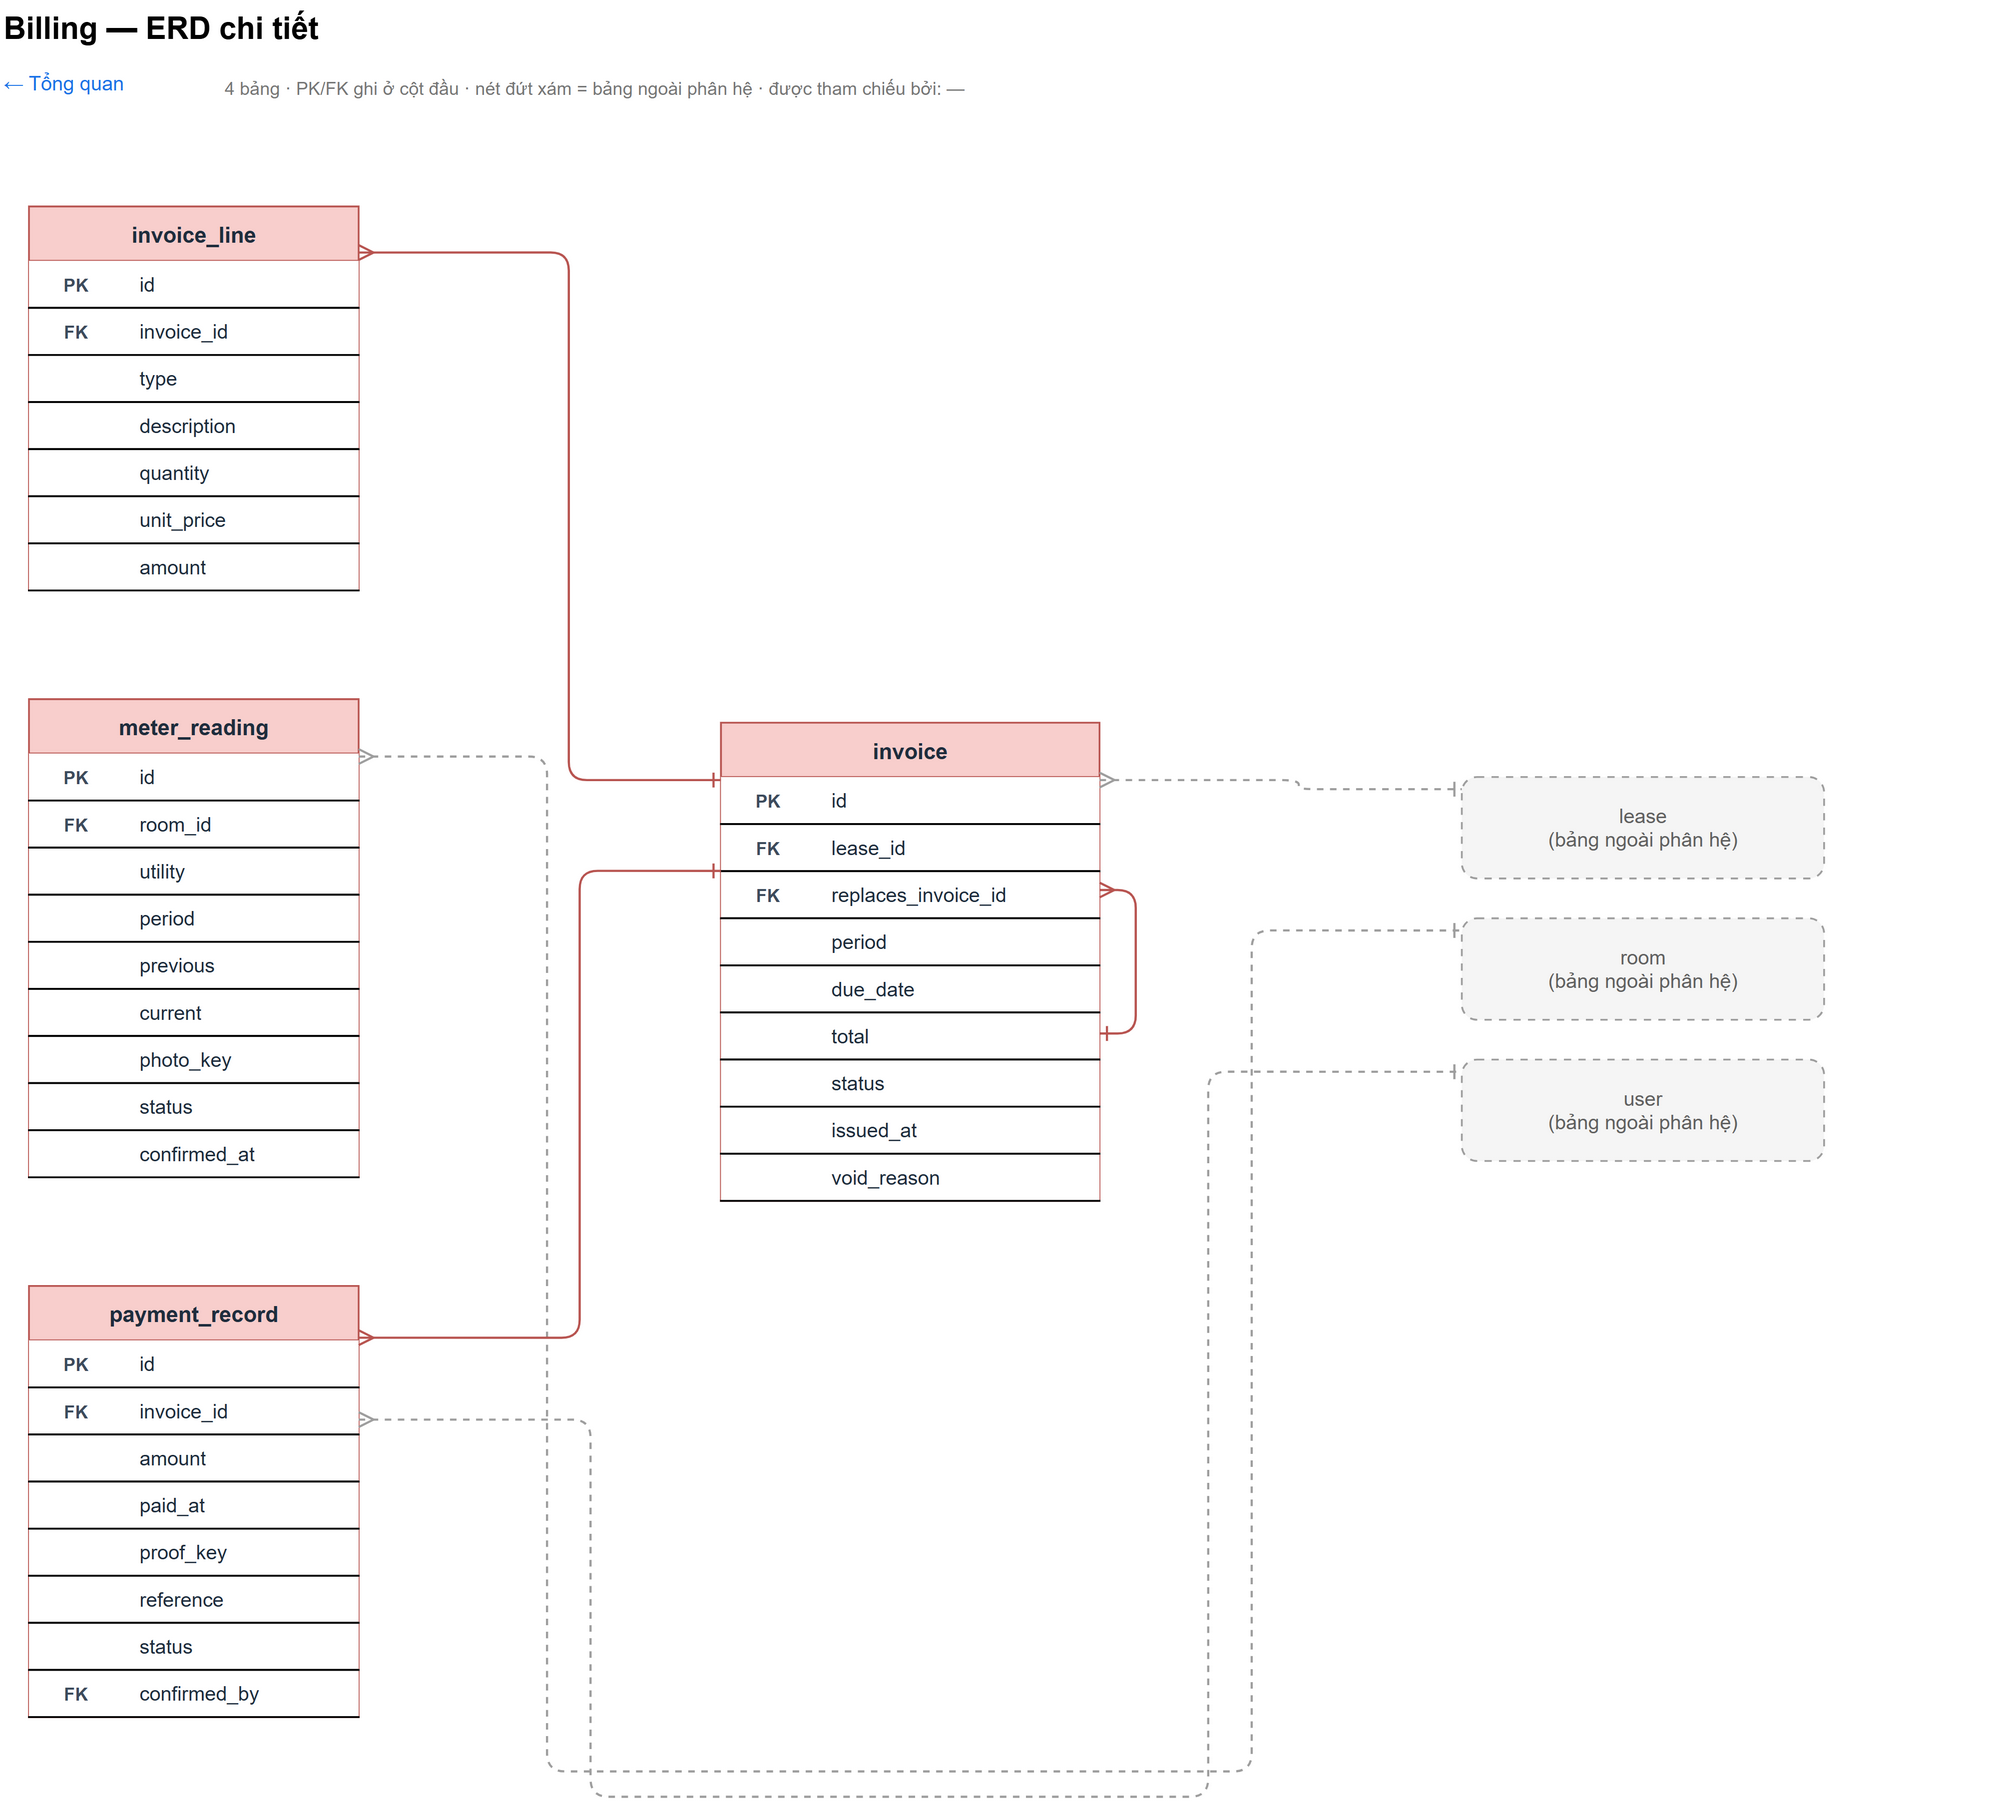 Billing — ERD chi tiết
← Tổng quan
4 bảng · PK/FK ghi ở cột đầu · nét đứt xám = bảng ngoài phân hệ · được tham chiếu bởi: —
invoice_line
PK id
FK invoice_id
type
description
quantity
unit_price
amount
meter_reading
PK id
FK room_id
utility
period
previous
current
photo_key
status
confirmed_at
payment_record
PK id
FK invoice_id
amount
paid_at
proof_key
reference
status
FK confirmed_by
invoice
PK id
FK lease_id
FK replaces_invoice_id
period
due_date
total
status
issued_at
void_reason
lease
(bảng ngoài phân hệ)
room
(bảng ngoài phân hệ)
user
(bảng ngoài phân hệ)